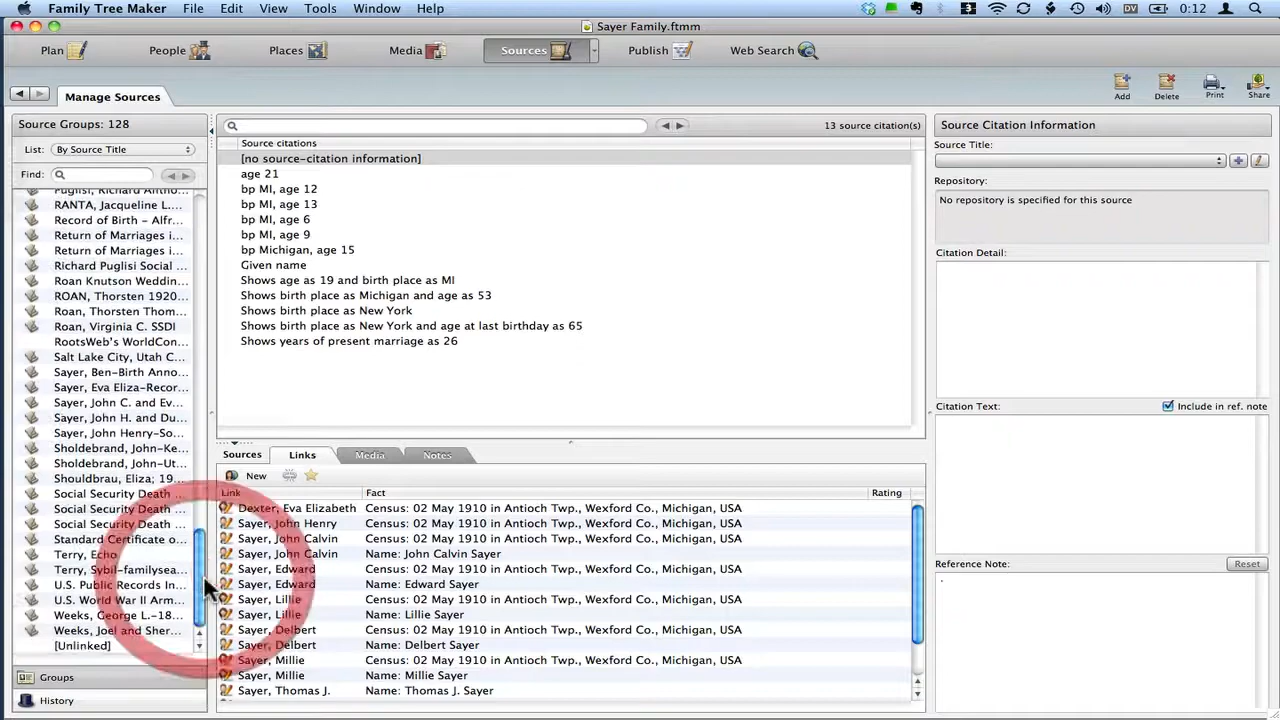 Family Tree Maker File Edit View Tools Window Help 3 DV 0:12
Sayer Family.ftmm
Plan People Places Media Sources Publish Web Search
Manage Sources
Add Delete Print Share
Source Groups: 128
List: By Source Title
Find:
Puglisi, Richard Antho...
RANTA, Jacqueline L....
Record of Birth – Alfr...
Return of Marriages i...
Return of Marriages i...
Richard Puglisi Social ...
Roan Knutson Weddin...
ROAN, Thorsten 1920...
Roan, Thorsten Thom...
Roan, Virginia C. SSDI
RootsWeb's WorldCon...
Salt Lake City, Utah C...
Sayer, Ben-Birth Anno...
Sayer, Eva Eliza-Recor...
Sayer, John C. and Ev...
Sayer, John H. and Du...
Sayer, John Henry-So...
Sholdebrand, John-Ke...
Sholdebrand, John-Ut...
Shouldbrau, Eliza; 19...
Social Security Death ...
Social Security Death ...
Social Security Death ...
Standard Certificate o...
Terry, Echo
Terry, Sybil-familysea...
U.S. Public Records In...
U.S. World War II Arm...
Weeks, George L.-18...
Weeks, Joel and Sher...
[Unlinked]
Groups
History
13 source citation(s)
Source citations
[no source-citation information]
age 21
bp MI, age 12
bp MI, age 13
bp MI, age 6
bp MI, age 9
bp Michigan, age 15
Given name
Shows age as 19 and birth place as MI
Shows birth place as Michigan and age as 53
Shows birth place as New York
Shows birth place as New York and age at last birthday as 65
Shows years of present marriage as 26
Sources Links Media Notes
New
Link Fact Rating
Dexter, Eva Elizabeth Census: 02 May 1910 in Antioch Twp., Wexford Co., Michigan, USA
Sayer, John Henry Census: 02 May 1910 in Antioch Twp., Wexford Co., Michigan, USA
Sayer, John Calvin Census: 02 May 1910 in Antioch Twp., Wexford Co., Michigan, USA
Sayer, John Calvin Name: John Calvin Sayer
Sayer, Edward Census: 02 May 1910 in Antioch Twp., Wexford Co., Michigan, USA
Sayer, Edward Name: Edward Sayer
Sayer, Lillie Census: 02 May 1910 in Antioch Twp., Wexford Co., Michigan, USA
Sayer, Lillie Name: Lillie Sayer
Sayer, Delbert Census: 02 May 1910 in Antioch Twp., Wexford Co., Michigan, USA
Sayer, Delbert Name: Delbert Sayer
Sayer, Millie Census: 02 May 1910 in Antioch Twp., Wexford Co., Michigan, USA
Sayer, Millie Name: Millie Sayer
Sayer, Thomas J. Name: Thomas J. Sayer
Source Citation Information
Source Title:
Repository:
No repository is specified for this source
Citation Detail:
Citation Text: Include in ref. note
Reference Note: Reset
.